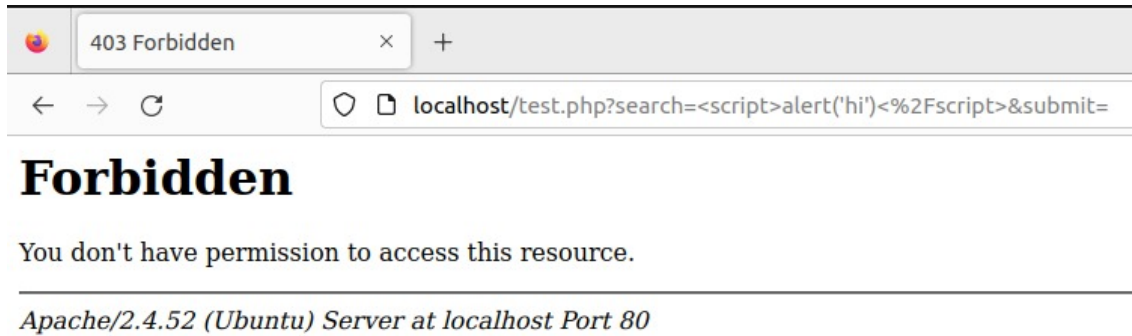 403 Forbidden
localhost/test.php?search=<script>alert('hi')<%2Fscript>&submit=
Forbidden
You don't have permission to access this resource.
Apache/2.4.52 (Ubuntu) Server at localhost Port 80